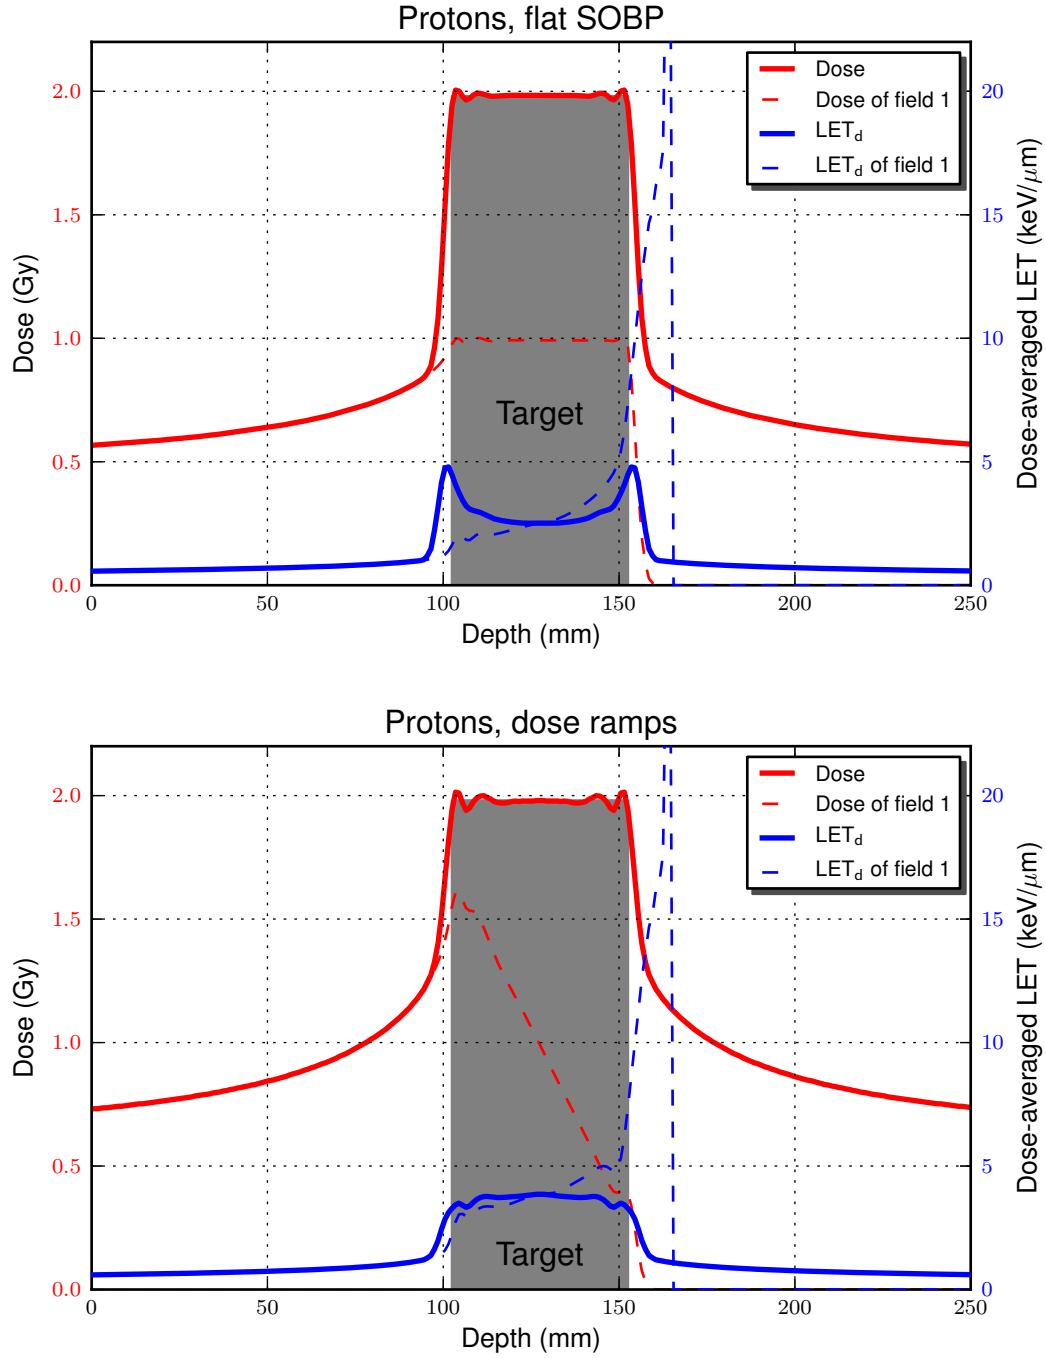 Protons, flat SOBP
Dose
Dose of field 1
LETd
LETd of field 1
2.0
1.5
1.0
0.5
0.0
Dose (Gy)
20
15
10
5
0
Dose-averaged LET (keV/μm)
Target
0 50 100 150 200 250
Depth (mm)
Protons, dose ramps
Dose
Dose of field 1
LETd
LETd of field 1
2.0
1.5
1.0
0.5
0.0
Dose (Gy)
20
15
10
5
0
Dose-averaged LET (keV/μm)
Target
0 50 100 150 200 250
Depth (mm)